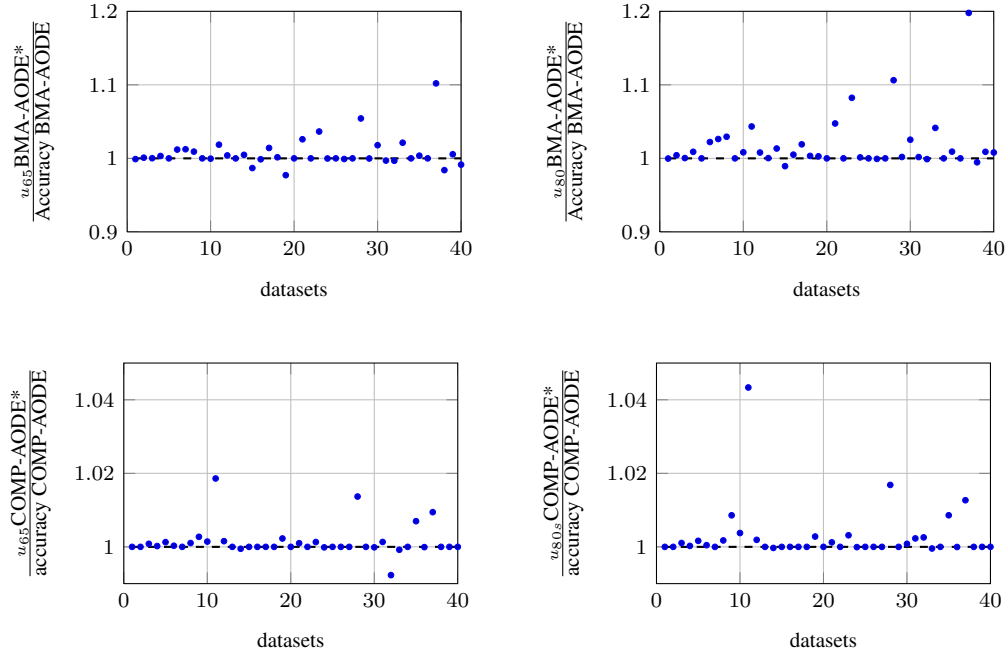 u65BMA-AODE*
Accuracy BMA-AODE
1.2
1.1
1
0.9
0 10 20 30 40
datasets
u80BMA-AODE*
Accuracy BMA-AODE
1.2
1.1
1
0.9
0 10 20 30 40
datasets
u65COMP-AODE*
accuracy COMP-AODE
1.04
1.02
1
0 10 20 30 40
datasets
u80sCOMP-AODE*
accuracy COMP-AODE
1.04
1.02
1
0 10 20 30 40
datasets